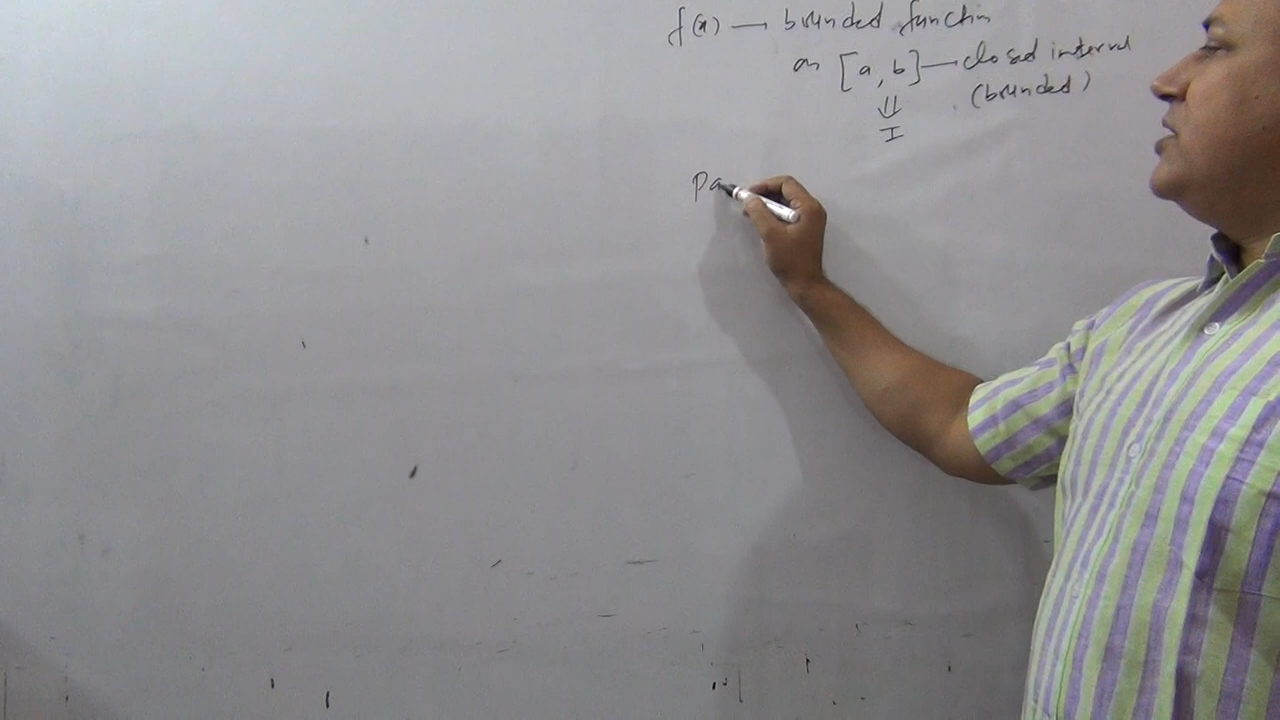 f(x) — bounded function
on [a, b] — closed interval
(bounded)
⇓
I
Pa